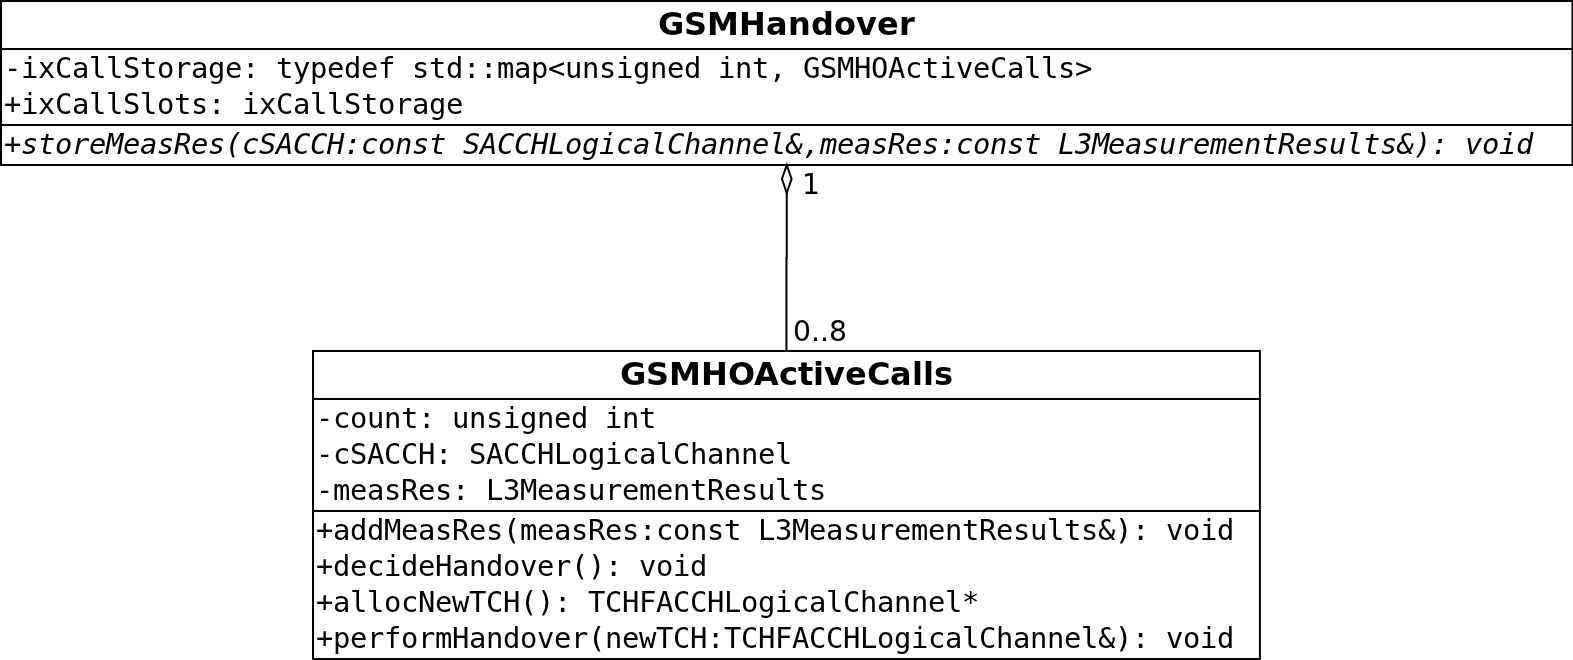 GSMHandover
-ixCallStorage: typedef std::map<unsigned int, GSMHOActiveCalls>
+ixCallSlots: ixCallStorage
+storeMeasRes(cSACCH:const SACCHLogicalChannel&,measRes:const L3MeasurementResults&): void
1
0..8
GSMHOActiveCalls
-count: unsigned int
-cSACCH: SACCHLogicalChannel
-measRes: L3MeasurementResults
+addMeasRes(measRes:const L3MeasurementResults&): void
+decideHandover(): void
+allocNewTCH(): TCHFACCHLogicalChannel*
+performHandover(newTCH:TCHFACCHLogicalChannel&): void